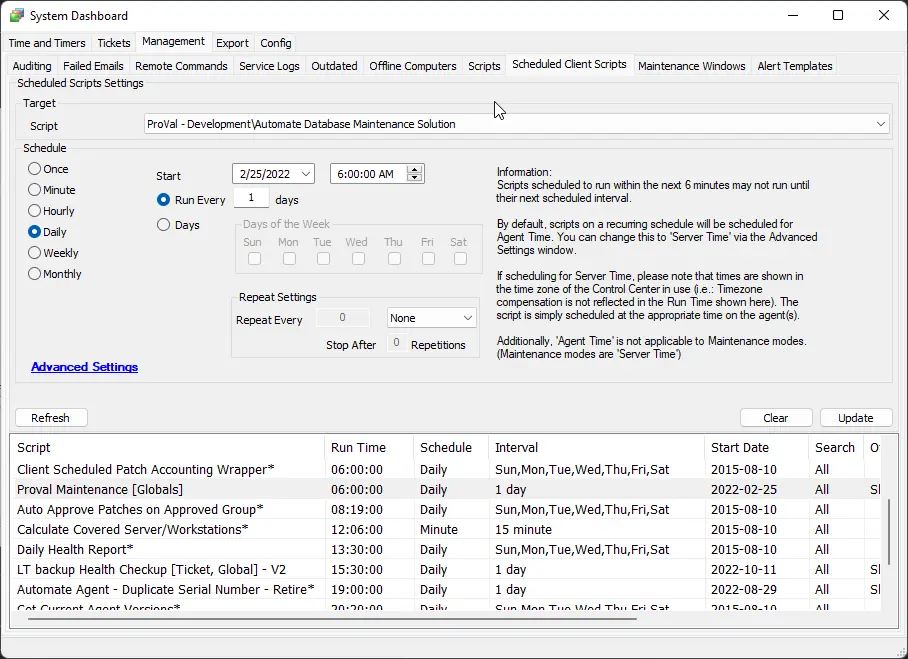 System Dashboard
Time and Timers Tickets Management Export Config
Auditing Failed Emails Remote Commands Service Logs Outdated Offline Computers Scripts Scheduled Client Scripts Maintenance Windows Alert Templates
Scheduled Scripts Settings
Target
Script ProVal - Development\Automate Database Maintenance Solution
Schedule
Once
Minute
Hourly
Daily
Weekly
Monthly
Start 2/25/2022 6:00:00 AM
Run Every 1 days
Days
Days of the Week
Sun Mon Tue Wed Thu Fri Sat
Repeat Settings
Repeat Every 0 None
Stop After 0 Repetitions
Information:
Scripts scheduled to run within the next 6 minutes may not run until
their next scheduled interval.
By default, scripts on a recurring schedule will be scheduled for
Agent Time. You can change this to 'Server Time' via the Advanced
Settings window.
If scheduling for Server Time, please note that times are shown in
the time zone of the Control Center in use (i.e.: Timezone
compensation is not reflected in the Run Time shown here). The
script is simply scheduled at the appropriate time on the agent(s).
Additionally, 'Agent Time' is not applicable to Maintenance modes.
(Maintenance modes are 'Server Time')
Advanced Settings
Refresh Clear Update
Script Run Time Schedule Interval Start Date Search
Client Scheduled Patch Accounting Wrapper* 06:00:00 Daily Sun,Mon,Tue,Wed,Thu,Fri,Sat 2015-08-10 All
Proval Maintenance [Globals] 06:00:00 Daily 1 day 2022-02-25 All
Auto Approve Patches on Approved Group* 08:19:00 Daily Sun,Mon,Tue,Wed,Thu,Fri,Sat 2015-08-10 All
Calculate Covered Server/Workstations* 12:06:00 Minute 15 minute 2015-08-10 All
Daily Health Report* 13:30:00 Daily Sun,Mon,Tue,Wed,Thu,Fri,Sat 2015-08-10 All
LT backup Health Checkup [Ticket, Global] - V2 15:30:00 Daily 1 day 2022-10-11 All
Automate Agent - Duplicate Serial Number - Retire* 19:00:00 Daily 1 day 2022-08-29 All
Get Current Agent Versions* 20:20:00 Daily Sun,Mon,Tue,Wed,Thu,Fri,Sat 2015-08-10 All